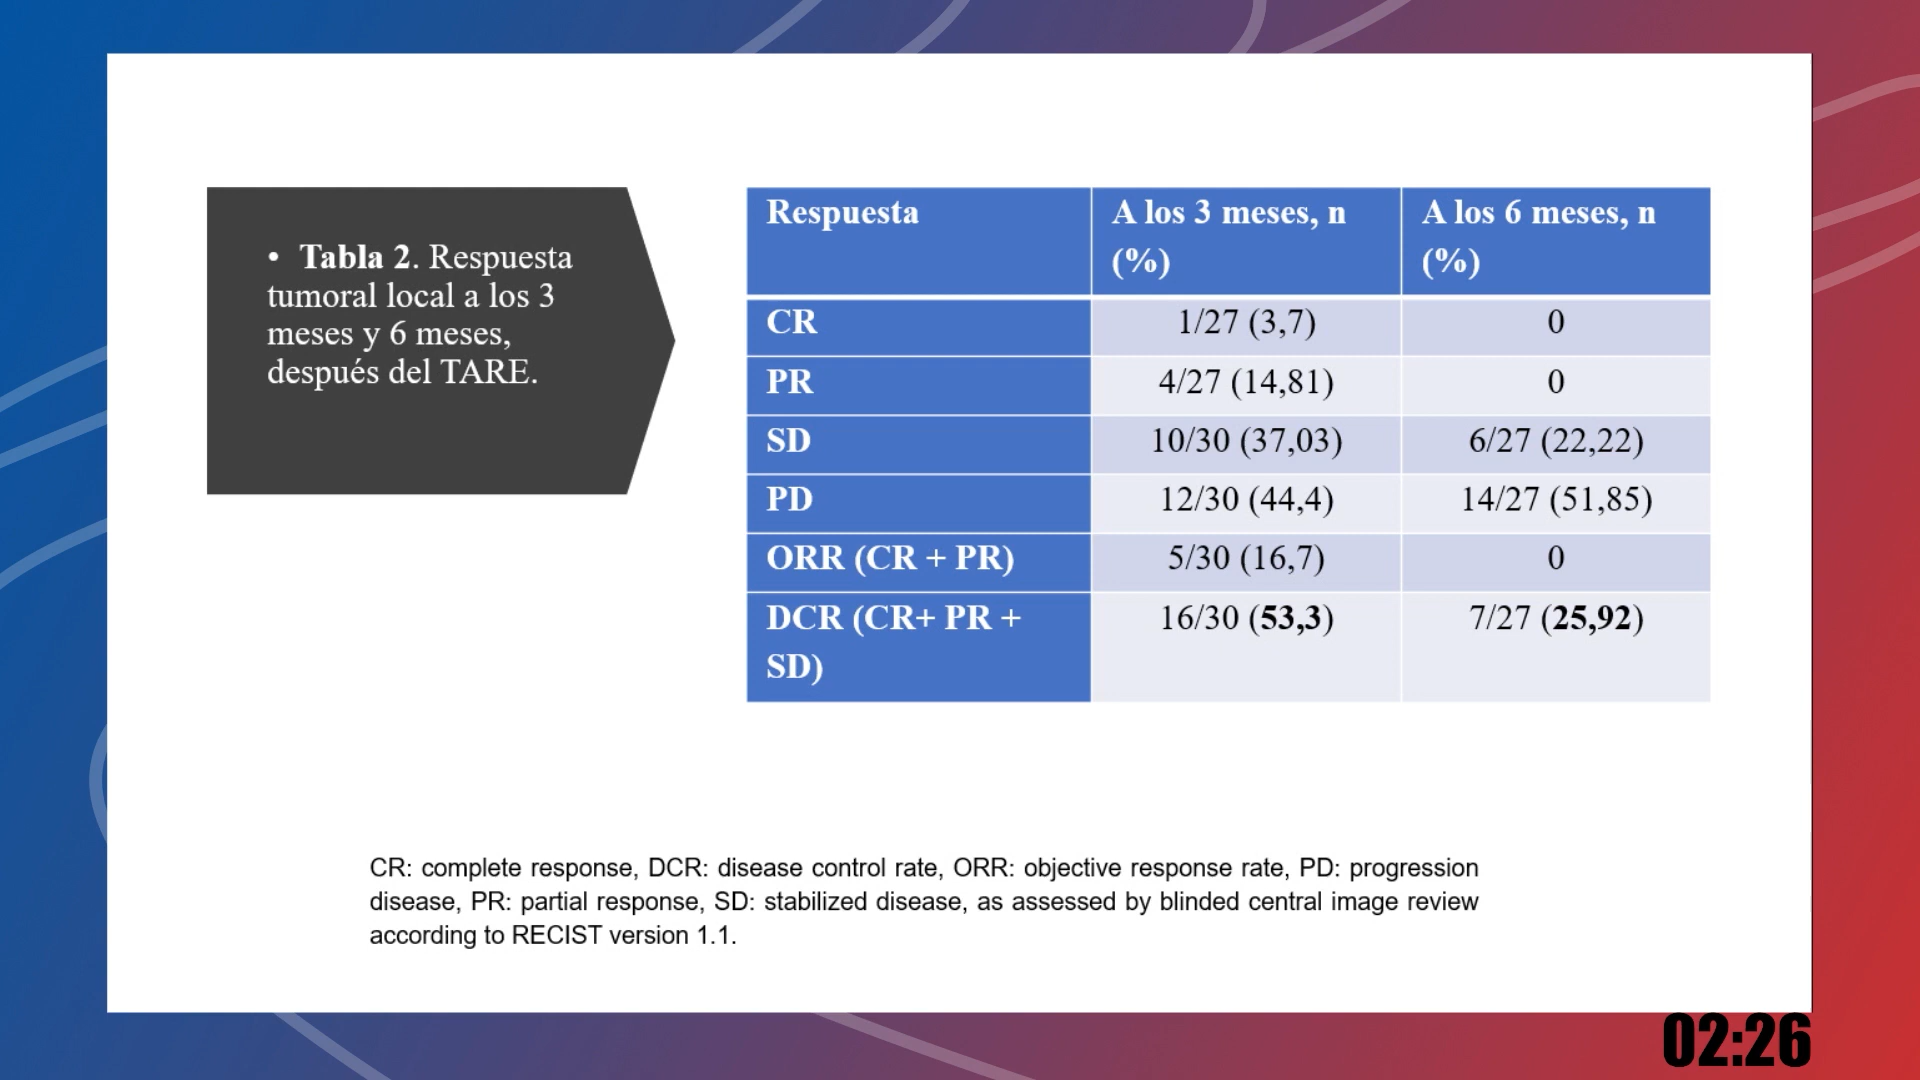 • Tabla 2. Respuesta
tumoral local a los 3
meses y 6 meses,
después del TARE.
Respuesta
A los 3 meses, n
(%)
A los 6 meses, n
(%)
CR
1/27 (3,7)
0
PR
4/27 (14,81)
0
SD
10/30 (37,03)
6/27 (22,22)
PD
12/30 (44,4)
14/27 (51,85)
ORR (CR + PR)
5/30 (16,7)
0
DCR (CR+ PR +
SD)
16/30 (53,3)
7/27 (25,92)
CR: complete response, DCR: disease control rate, ORR: objective response rate, PD: progression
disease, PR: partial response, SD: stabilized disease, as assessed by blinded central image review
according to RECIST version 1.1.
02:26